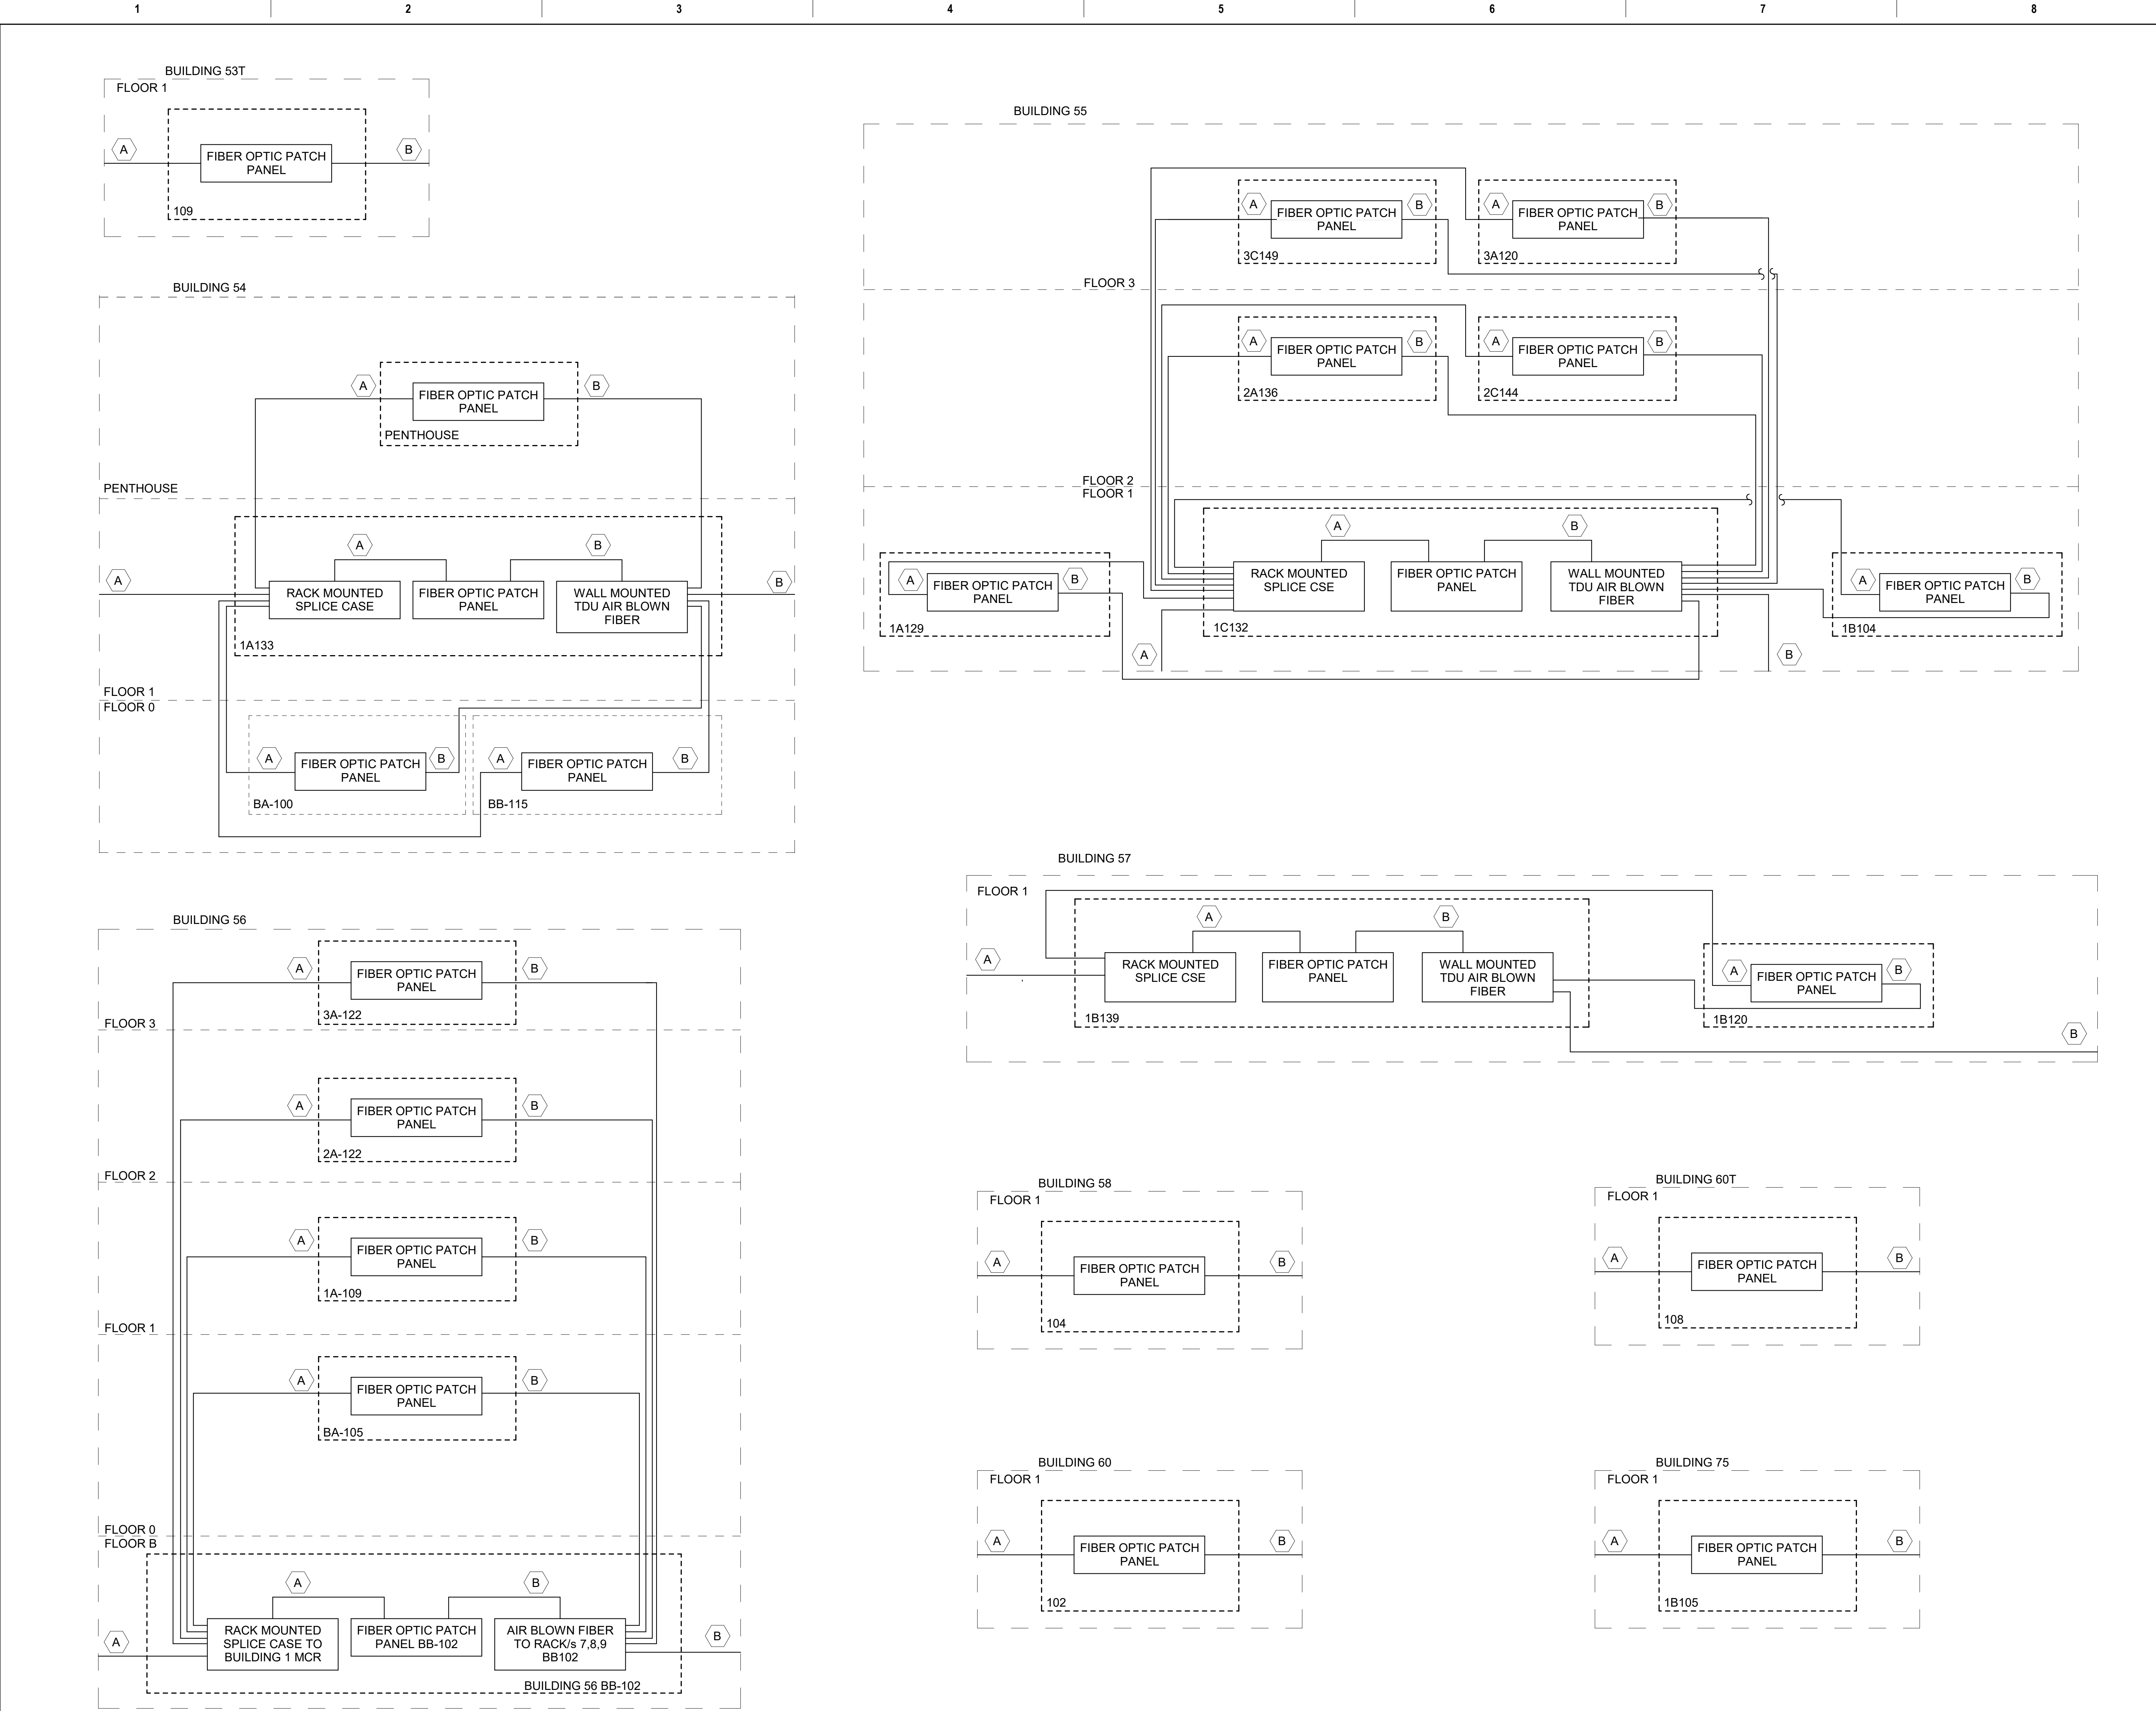 1 2 3 4 5 6 7 8
BUILDING 53T
FLOOR 1
A
B
FIBER OPTIC PATCH
PANEL
109
BUILDING 54
A
B
FIBER OPTIC PATCH
PANEL
PENTHOUSE
PENTHOUSE
A
B
A
B
RACK MOUNTED
SPLICE CASE
FIBER OPTIC PATCH
PANEL
WALL MOUNTED
TDU AIR BLOWN
FIBER
1A133
FLOOR 1
FLOOR 0
A
B
A
B
FIBER OPTIC PATCH
PANEL
FIBER OPTIC PATCH
PANEL
BA-100
BB-115
BUILDING 55
A
B
A
B
FIBER OPTIC PATCH
PANEL
FIBER OPTIC PATCH
PANEL
3C149
3A120
FLOOR 3
A
B
A
B
FIBER OPTIC PATCH
PANEL
FIBER OPTIC PATCH
PANEL
2A136
2C144
FLOOR 2
FLOOR 1
A
B
A
B
FIBER OPTIC PATCH
PANEL
1A129
RACK MOUNTED
SPLICE CSE
FIBER OPTIC PATCH
PANEL
WALL MOUNTED
TDU AIR BLOWN
FIBER
1C132
A
B
FIBER OPTIC PATCH
PANEL
1B104
A
B
BUILDING 56
A
B
FIBER OPTIC PATCH
PANEL
3A-122
FLOOR 3
A
B
FIBER OPTIC PATCH
PANEL
2A-122
FLOOR 2
A
B
FIBER OPTIC PATCH
PANEL
1A-109
FLOOR 1
A
B
FIBER OPTIC PATCH
PANEL
BA-105
FLOOR 0
FLOOR B
A
B
A
B
RACK MOUNTED
SPLICE CASE TO
BUILDING 1 MCR
FIBER OPTIC PATCH
PANEL BB-102
AIR BLOWN FIBER
TO RACK/s 7,8,9
BB102
BUILDING 56 BB-102
BUILDING 57
FLOOR 1
A
A
B
RACK MOUNTED
SPLICE CSE
FIBER OPTIC PATCH
PANEL
WALL MOUNTED
TDU AIR BLOWN
FIBER
1B139
A
B
FIBER OPTIC PATCH
PANEL
1B120
B
BUILDING 58
FLOOR 1
A
B
FIBER OPTIC PATCH
PANEL
104
BUILDING 60T
FLOOR 1
A
B
FIBER OPTIC PATCH
PANEL
108
BUILDING 60
FLOOR 1
A
B
FIBER OPTIC PATCH
PANEL
102
BUILDING 75
FLOOR 1
A
B
FIBER OPTIC PATCH
PANEL
1B105